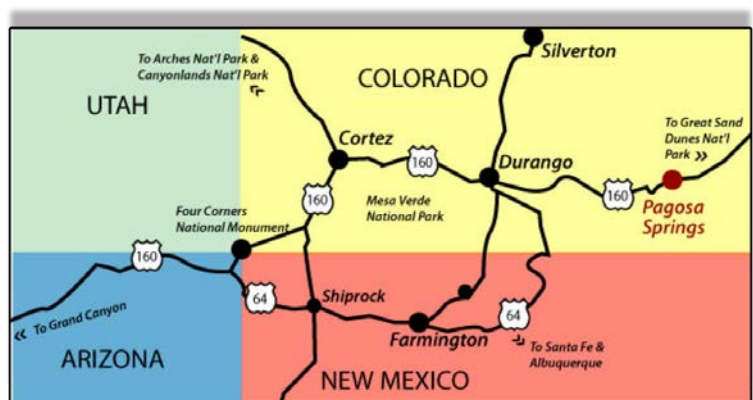 To Arches Nat'l Park &
Canyonlands Nat'l Park
UTAH
COLORADO
Silverton
To Great Sand
Dunes Nat'l
Park
Cortez
160
Durango
160
Pagosa
Springs
160
Mesa Verde
National Park
Four Corners
National Monument
160
64
Shiprock
Farmington
64
To Grand Canyon
ARIZONA
NEW MEXICO
To Santa Fe &
Albuquerque